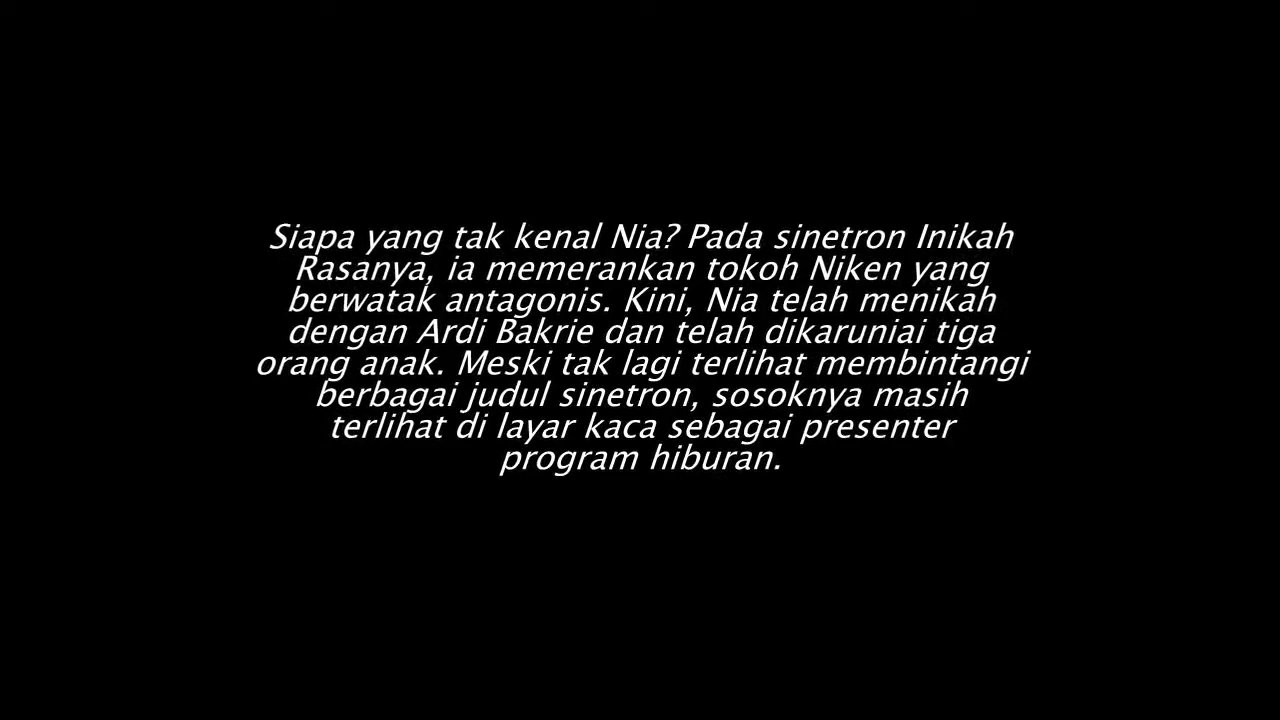 Siapa yang tak kenal Nia? Pada sinetron Inikah
Rasanya, ia memerankan tokoh Niken yang
berwatak antagonis. Kini, Nia telah menikah
dengan Ardi Bakrie dan telah dikaruniai tiga
orang anak. Meski tak lagi terlihat membintangi
berbagai judul sinetron, sosoknya masih
terlihat di layar kaca sebagai presenter
program hiburan.